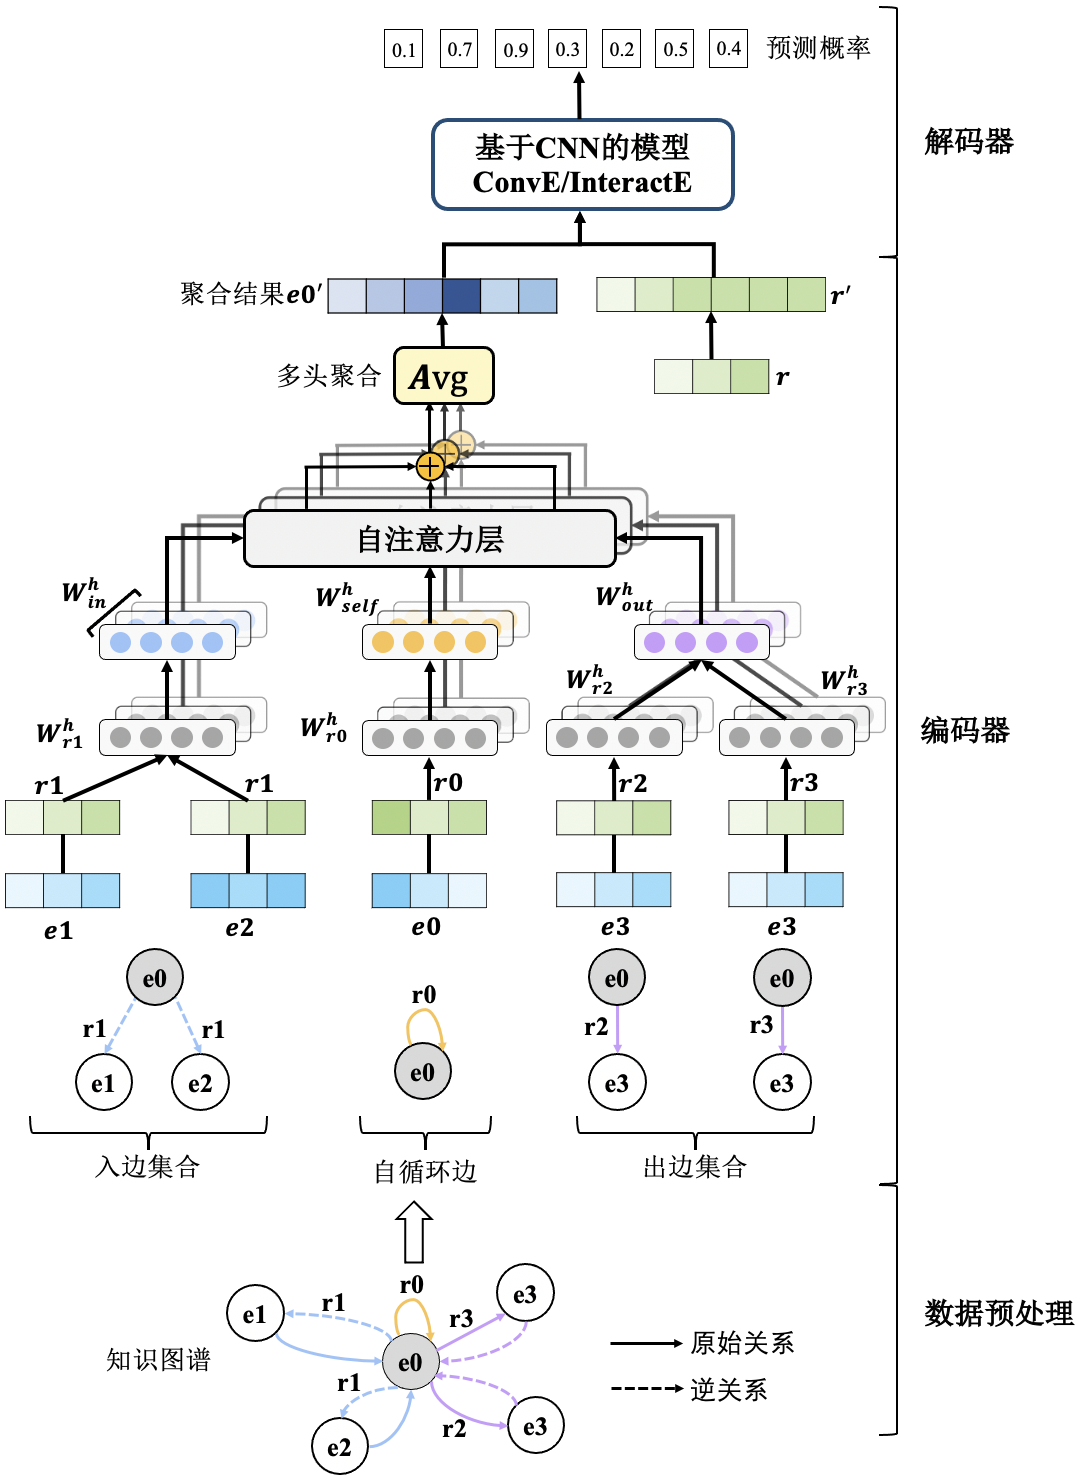 0.1 0.7 0.9 0.3 0.2 0.5 0.4 预测概率
基于CNN的模型
ConvE/InteractE
解码器
聚合结果e0′
r′
多头聚合
Avg
r
自注意力层
W^h_in
W^h_self
W^h_out
W^h_r1
W^h_r0
W^h_r2
W^h_r3
编码器
r1 r1 r0 r2 r3
e1 e2 e0 e3 e3
e0 e0 e0
r0
r1 r1 r2 r3
e1 e2 e0 e3 e3
入边集合 自循环边 出边集合
r0
e1 r1 r3 e3
数据预处理
知识图谱 e0
原始关系
r1
逆关系
e2 r2 e3